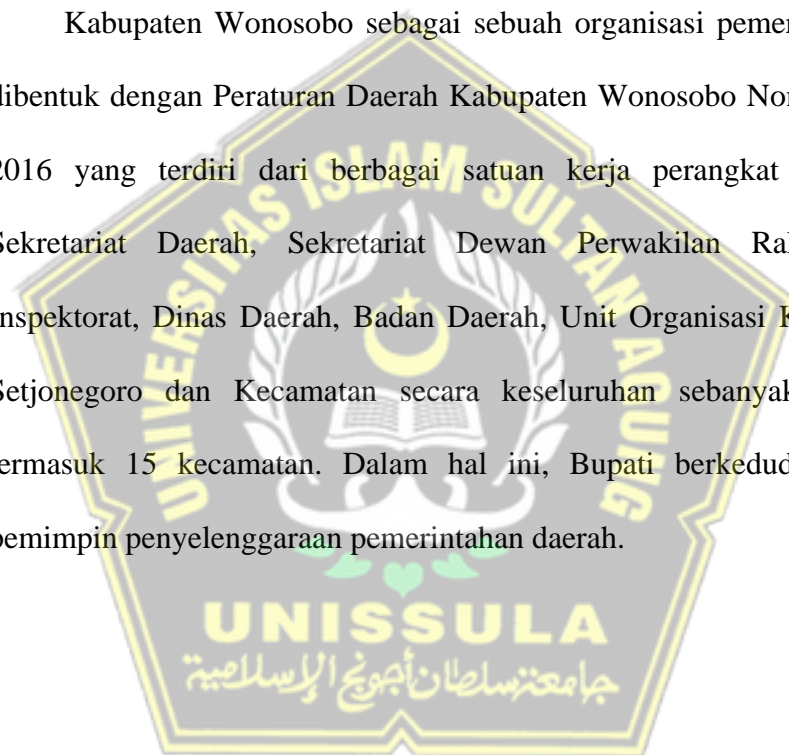 Kabupaten Wonosobo sebagai sebuah organisasi pemer
dibentuk dengan Peraturan Daerah Kabupaten Wonosobo
2016 yang terdiri dari berbagai satuan kerja perangkat
Sekretariat Daerah, Sekretariat Dewan Perwakilan
nspektorat, Dinas Daerah, Badan Daerah, Unit Organisasi
Setjonegoro dan Kecamatan secara keseluruhan sebanyak
termasuk 15 kecamatan. Dalam hal ini, Bupati berkedud
pemimpin penyelenggaraan pemerintahan daerah.
UNIVERSITAS ISLAM SULTAN AGUNG
UNISSULA
جامعة سلطان أجونج الإسلامية